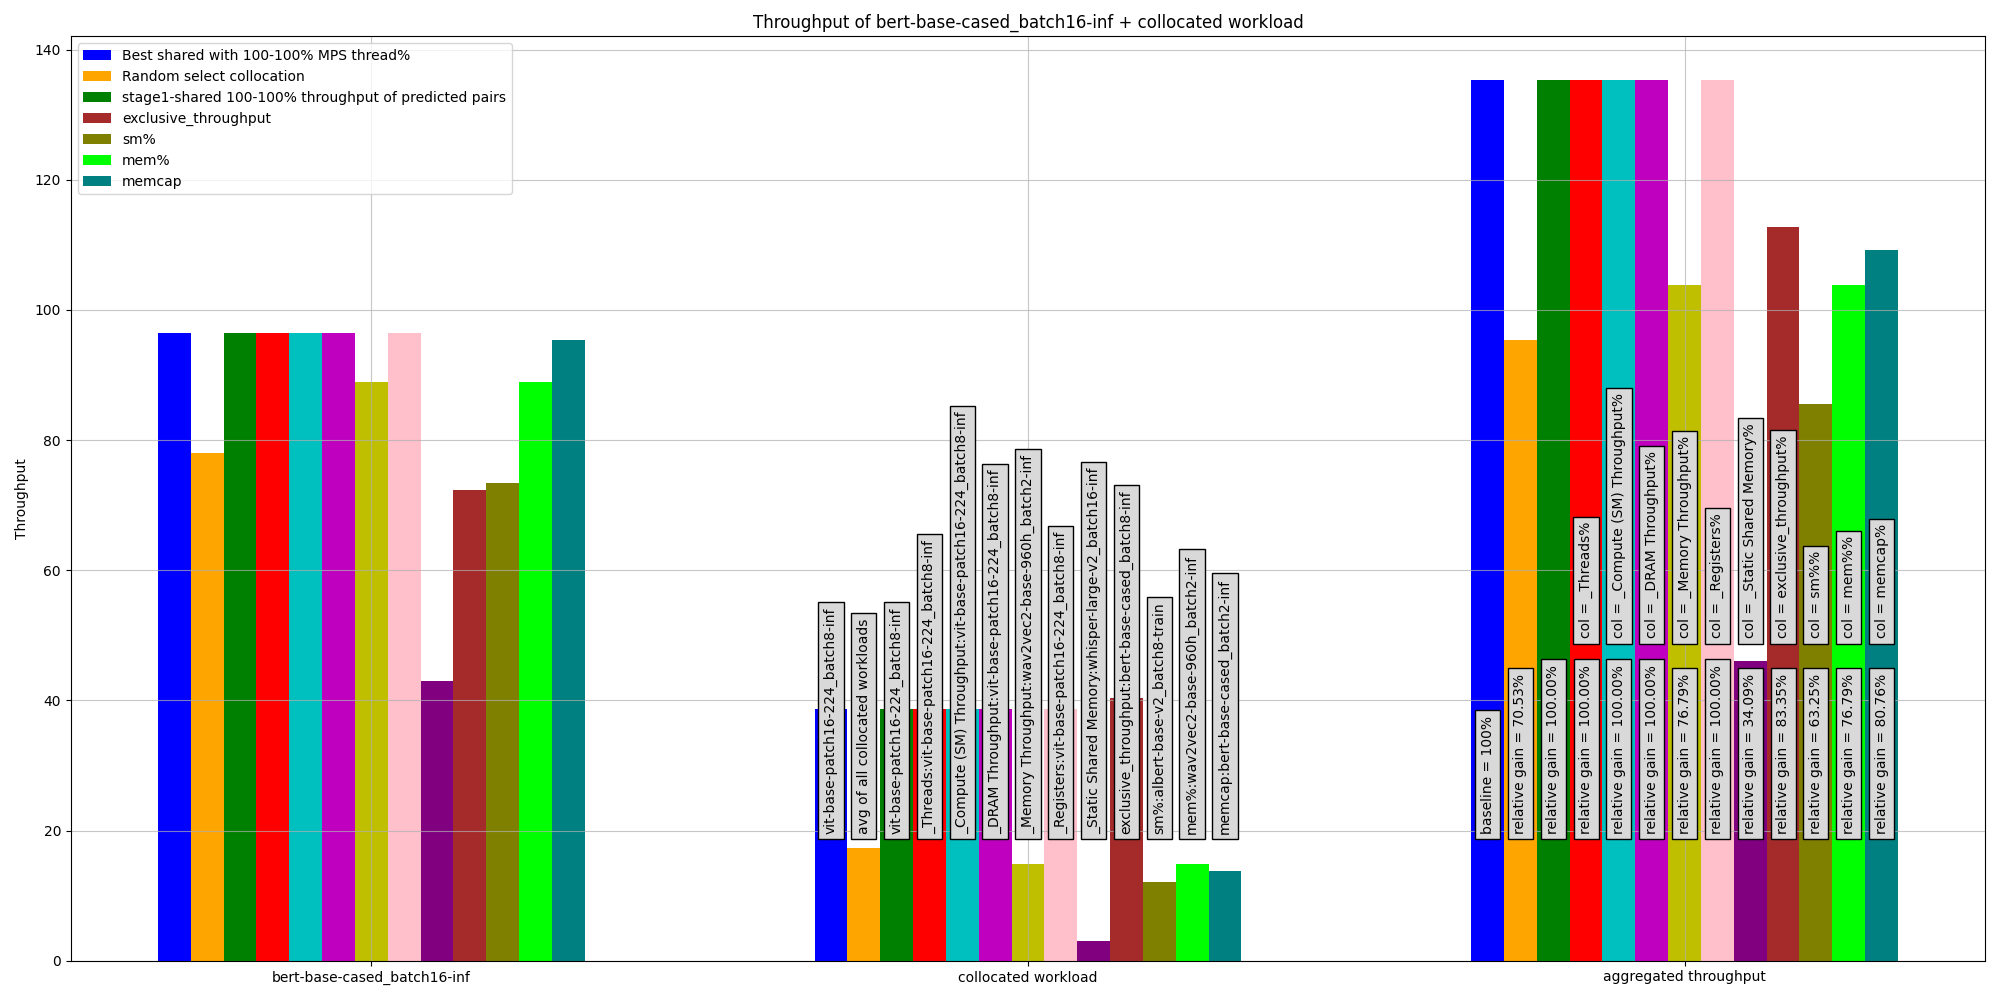 Throughput of bert-base-cased_batch16-inf + collocated workload
Best shared with 100-100% MPS thread%
Random select collocation
stage1-shared 100-100% throughput of predicted pairs
exclusive_throughput
sm%
mem%
memcap
Throughput
140
120
100
80
60
40
20
0
vit-base-patch16-224_batch8-inf
avg of all collocated workloads
vit-base-patch16-224_batch8-inf
_Threads:vit-base-patch16-224_batch8-inf
_Compute (SM) Throughput:vit-base-patch16-224_batch8-inf
_DRAM Throughput:vit-base-patch16-224_batch8-inf
_Memory Throughput:wav2vec2-base-960h_batch2-inf
_Registers:vit-base-patch16-224_batch8-inf
_Static Shared Memory:whisper-large-v2_batch16-inf
exclusive_throughput:bert-base-cased_batch8-inf
sm%:albert-base-v2_batch8-train
mem%:wav2vec2-base-960h_batch2-inf
memcap:bert-base-cased_batch2-inf
col = _Threads%
col = _Compute (SM) Throughput%
col = _DRAM Throughput%
col = _Memory Throughput%
col = _Registers%
col = _Static Shared Memory%
col = exclusive_throughput%
col = sm%%
col = mem%%
col = memcap%
baseline = 100%
relative gain = 70.53%
relative gain = 100.00%
relative gain = 100.00%
relative gain = 100.00%
relative gain = 100.00%
relative gain = 76.79%
relative gain = 100.00%
relative gain = 34.09%
relative gain = 83.35%
relative gain = 63.25%
relative gain = 76.79%
relative gain = 80.76%
bert-base-cased_batch16-inf
collocated workload
aggregated throughput